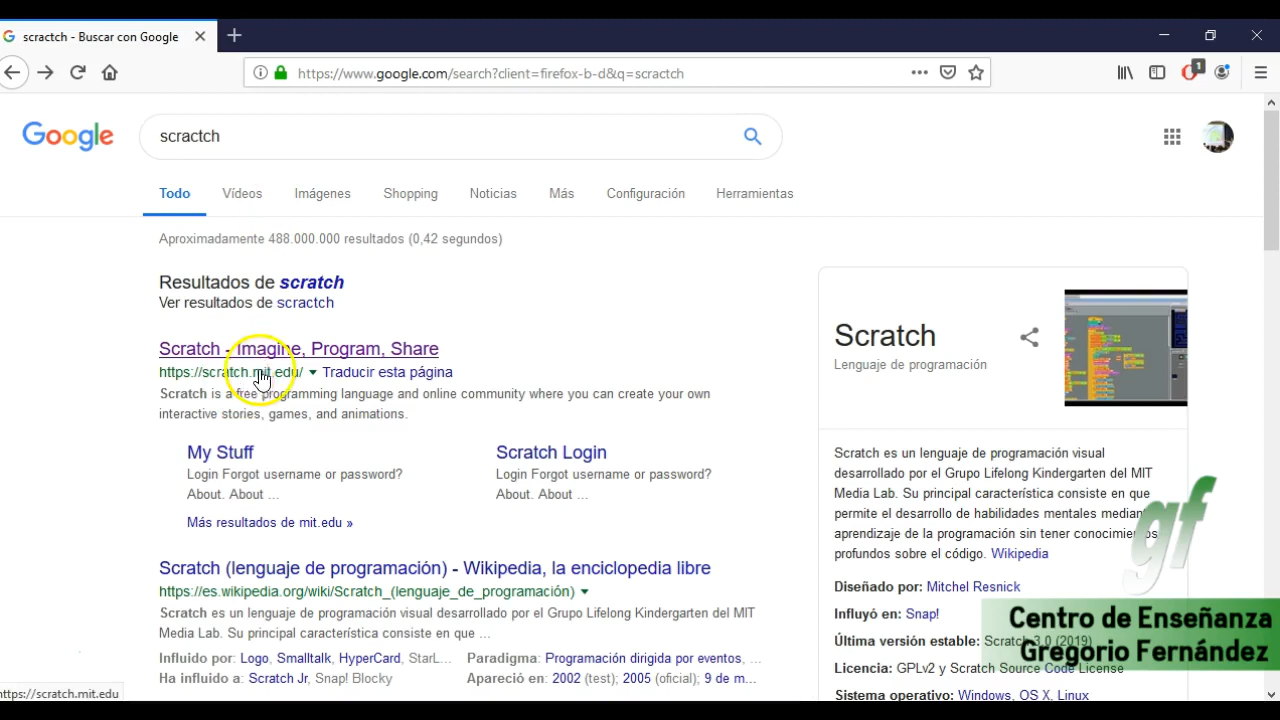 scractch - Buscar con Google
https://www.google.com/search?client=firefox-b-d&q=scractch
1
Google
scractch
Todo Vídeos Imágenes Shopping Noticias Más Configuración Herramientas
Aproximadamente 488.000.000 resultados (0,42 segundos)
Resultados de scratch
Ver resultados de scractch
Scratch - Imagine, Program, Share
https://scratch.mit.edu/ Traducir esta página
Scratch is a free programming language and online community where you can create your own
interactive stories, games, and animations.
My Stuff
Login Forgot username or password?
About. About ...
Scratch Login
Login Forgot username or password?
About. About ...
Más resultados de mit.edu »
Scratch (lenguaje de programación) - Wikipedia, la enciclopedia libre
https://es.wikipedia.org/wiki/Scratch_(lenguaje_de_programación)
Scratch es un lenguaje de programación visual desarrollado por el Grupo Lifelong Kindergarten del MIT
Media Lab. Su principal característica consiste en que ...
Influido por: Logo, Smalltalk, HyperCard, StarL... Paradigma: Programación dirigida por eventos, ...
Ha influido a: Scratch Jr, Snap! Blocky Apareció en: 2002 (test); 2005 (oficial); 9 de m...
Scratch
Lenguaje de programación
Scratch es un lenguaje de programación visual
desarrollado por el Grupo Lifelong Kindergarten del MIT
Media Lab. Su principal característica consiste en que
permite el desarrollo de habilidades mentales mediante
aprendizaje de la programación sin tener conocimientos
profundos sobre el código. Wikipedia
Diseñado por: Mitchel Resnick
Influyó en: Snap!
Última versión estable: Scratch 3.0 (2019)
Licencia: GPLv2 y Scratch Source Code License
Sistema operativo: Windows, OS X, Linux
gf
Centro de Enseñanza
Gregorio Fernández
https://scratch.mit.edu